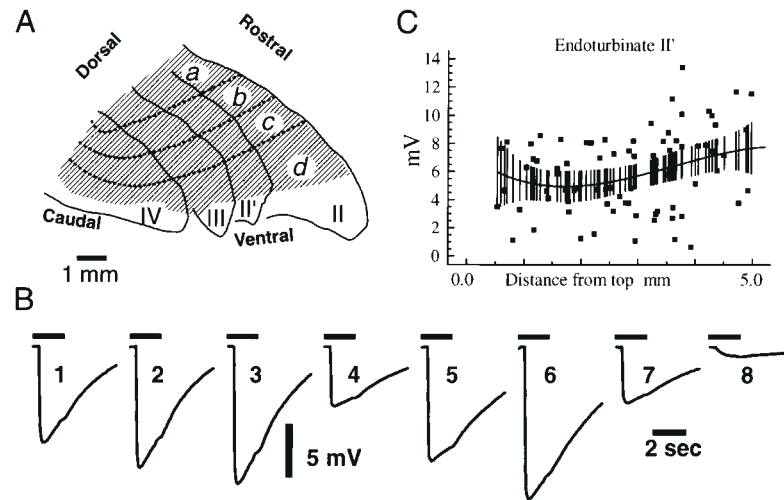 A
Dorsal
Rostral
a
b
c
d
Caudal
IV
III
II'
II
Ventral
1 mm
C
Endoturbinate II'
mV
14
12
10
8
6
4
2
0
0.0
Distance from top mm
5.0
B
1 2 3 4 5 6 7 8
5 mV
2 sec